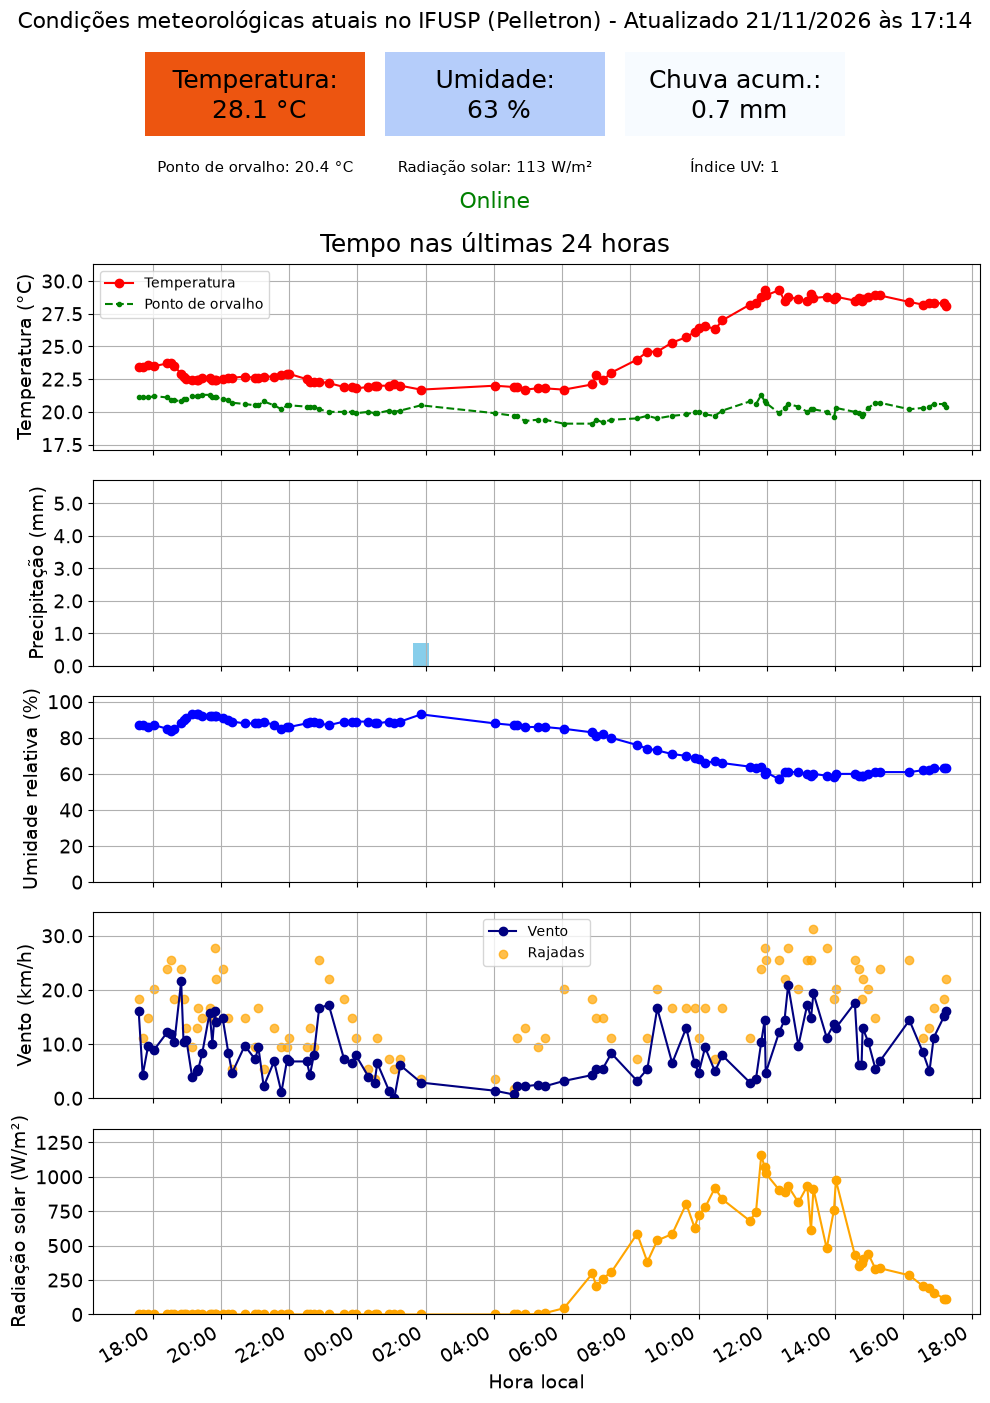 Condições meteorológicas atuais no IFUSP (Pelletron) - Atualizado 21/11/2026 às 17:14
Temperatura:
28.1 °C
Umidade:
63 %
Chuva acum.:
0.7 mm
Ponto de orvalho: 20.4 °C
Radiação solar: 113 W/m²
Índice UV: 1
Online
Tempo nas últimas 24 horas
Temperatura (°C)
30.0
27.5
25.0
22.5
20.0
17.5
Temperatura
Ponto de orvalho
Precipitação (mm)
5.0
4.0
3.0
2.0
1.0
0.0
Umidade relativa (%)
100
80
60
40
20
0
Vento (km/h)
30.0
20.0
10.0
0.0
Vento
Rajadas
Radiação solar (W/m²)
1250
1000
750
500
250
0
18:00
20:00
22:00
00:00
02:00
04:00
06:00
08:00
10:00
12:00
14:00
16:00
18:00
Hora local